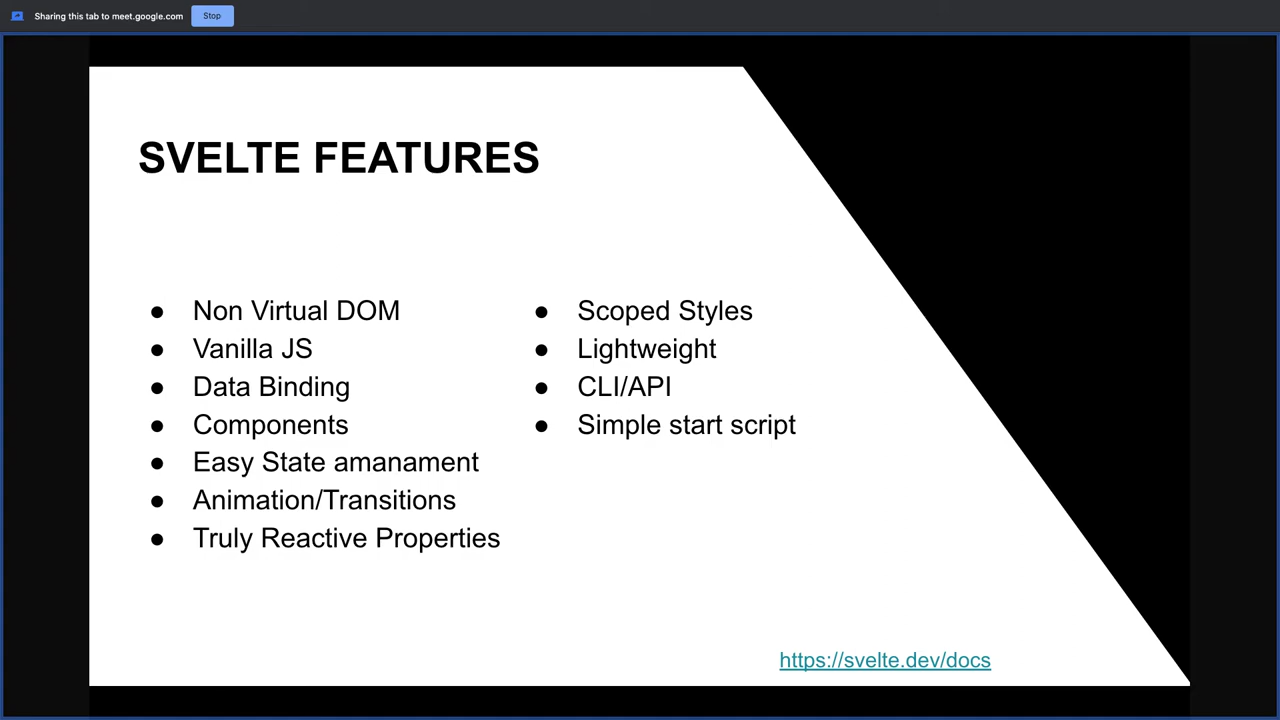 Sharing this tab to meet.google.com
Stop
SVELTE FEATURES
● Non Virtual DOM
● Vanilla JS
● Data Binding
● Components
● Easy State amanament
● Animation/Transitions
● Truly Reactive Properties
● Scoped Styles
● Lightweight
● CLI/API
● Simple start script
https://svelte.dev/docs